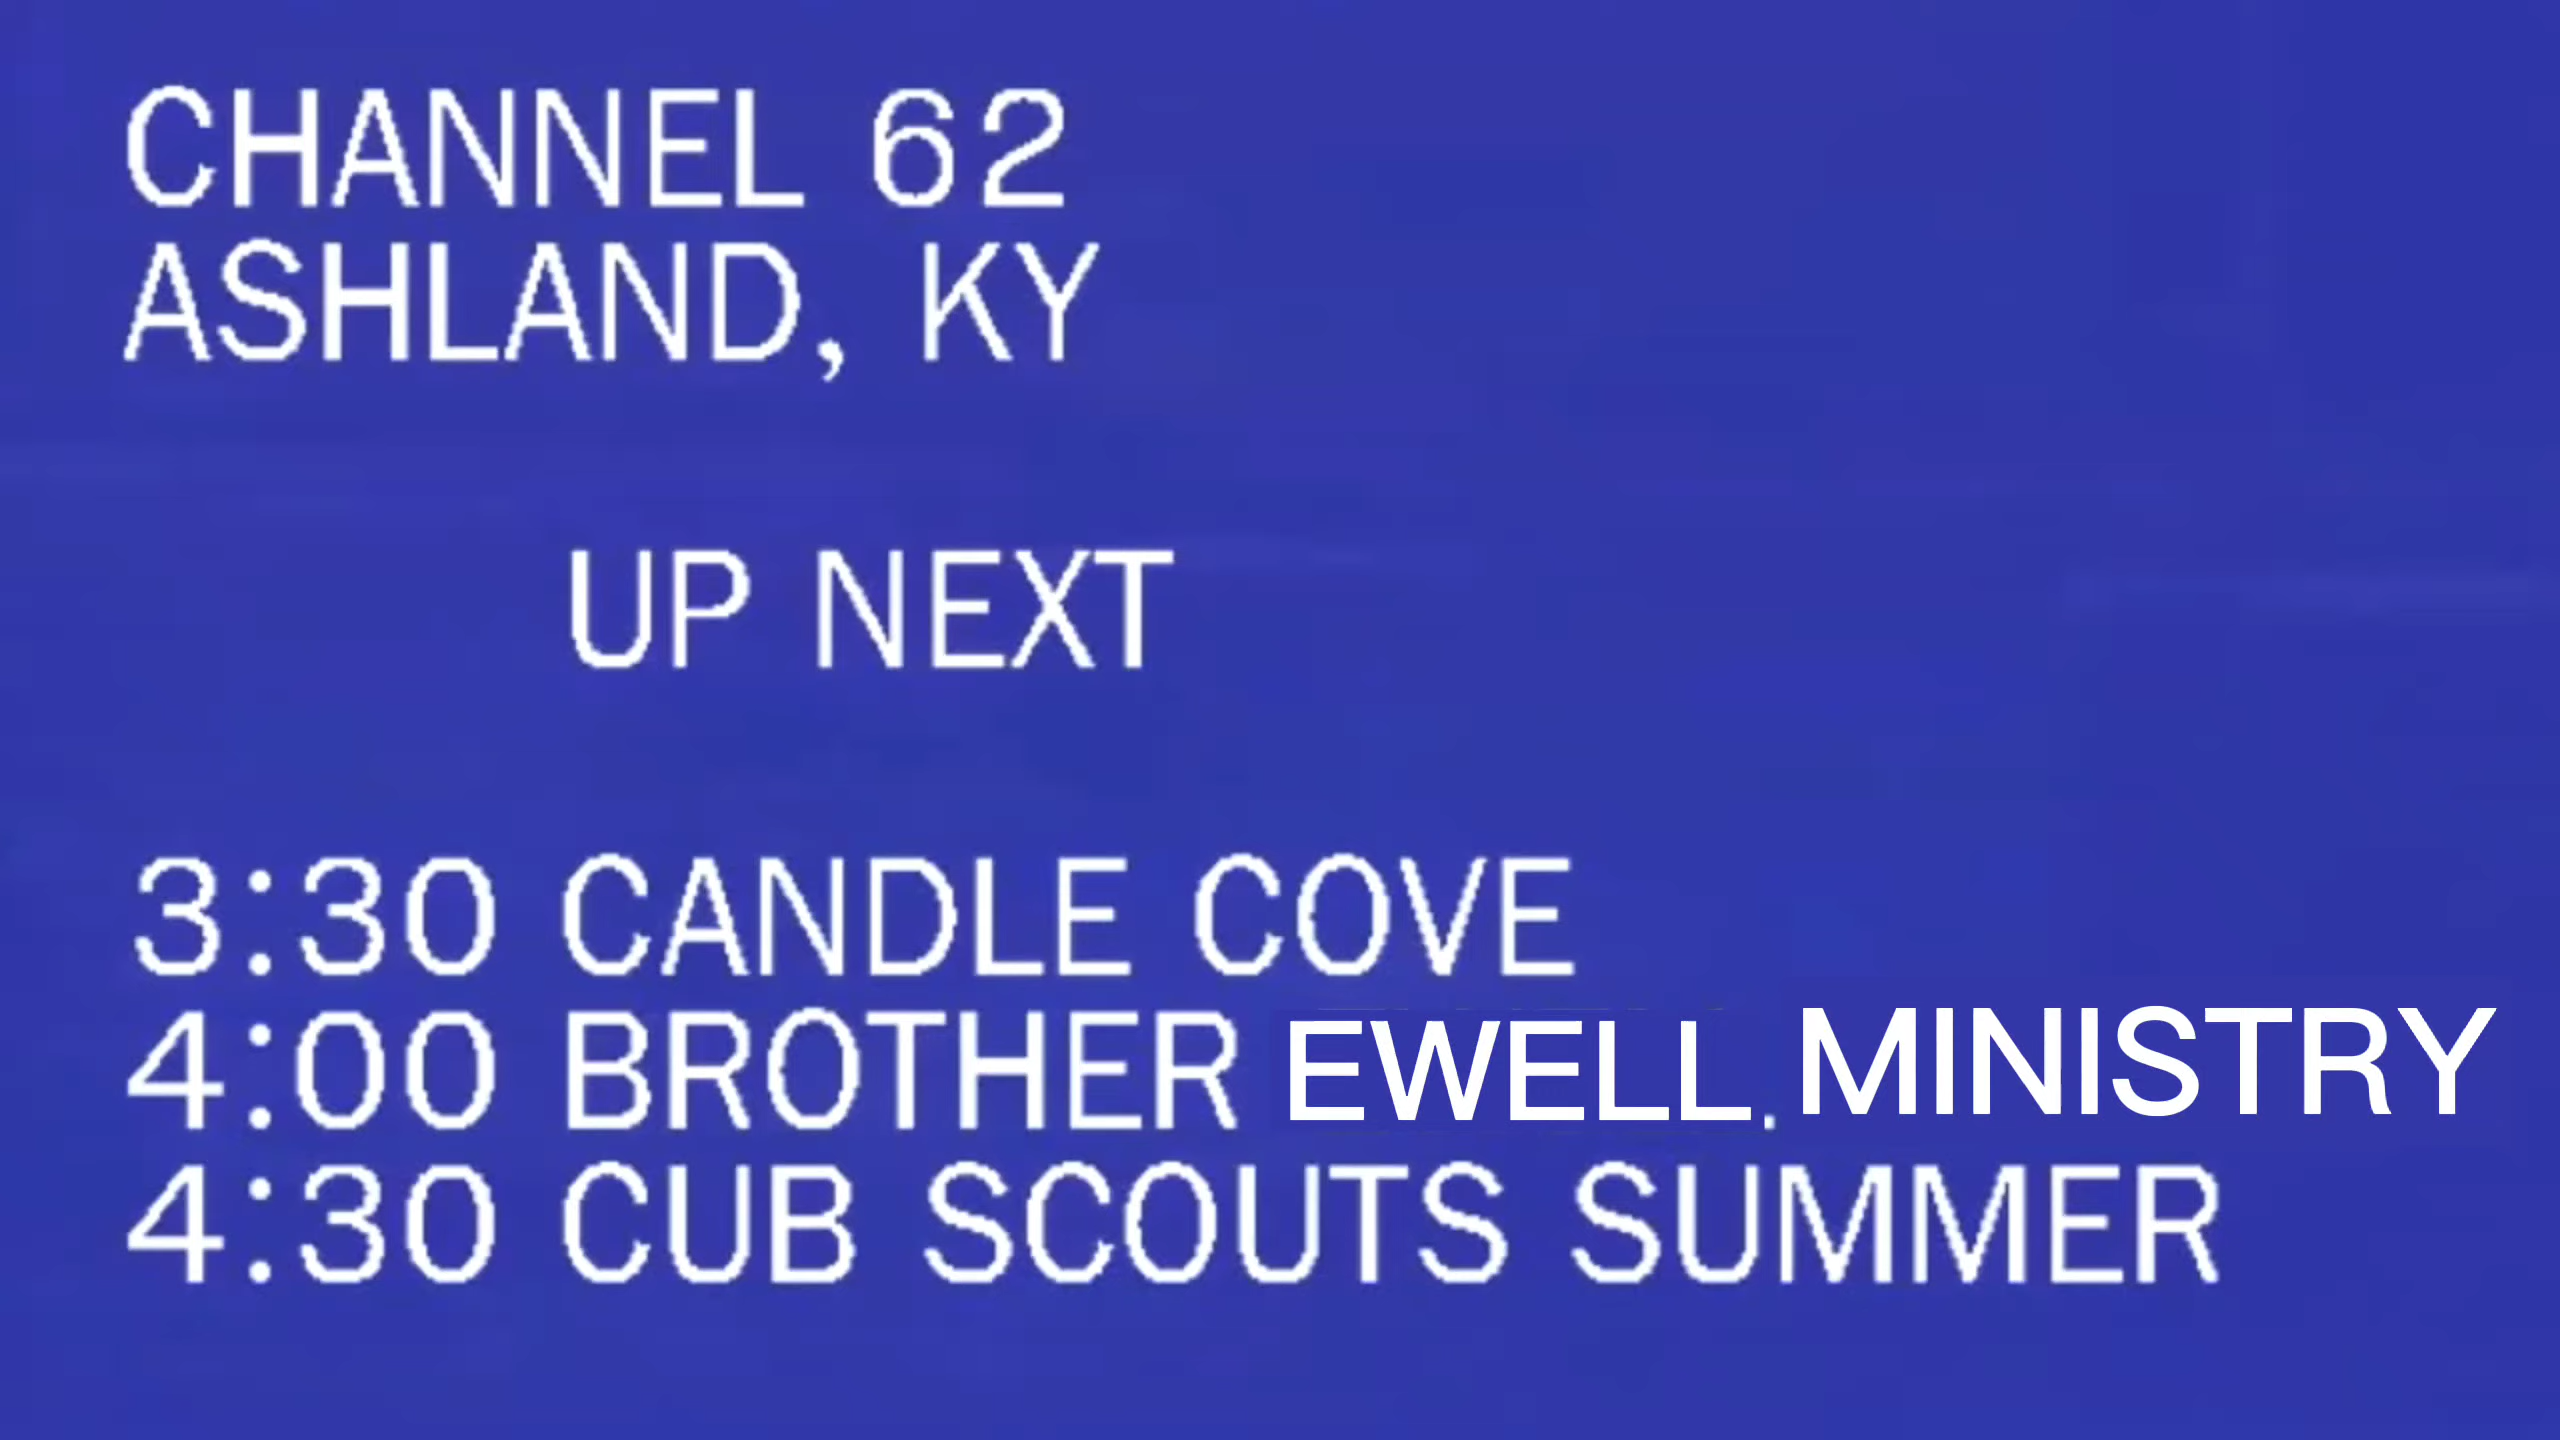 CHANNEL 62
ASHLAND, KY
UP NEXT
3:30 CANDLE COVE
4:00 BROTHER EWELL. MINISTRY
4:30 CUB SCOUTS SUMMER